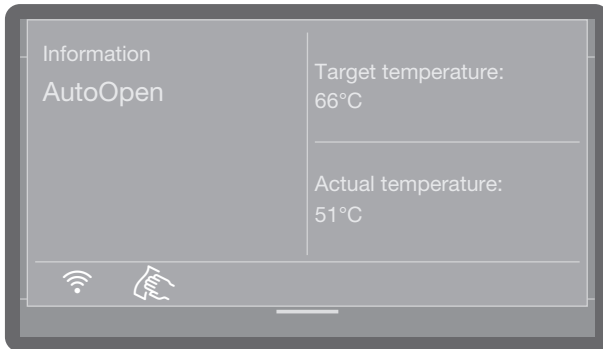 Information
AutoOpen
Target temperature:
66°C
Actual temperature:
51°C